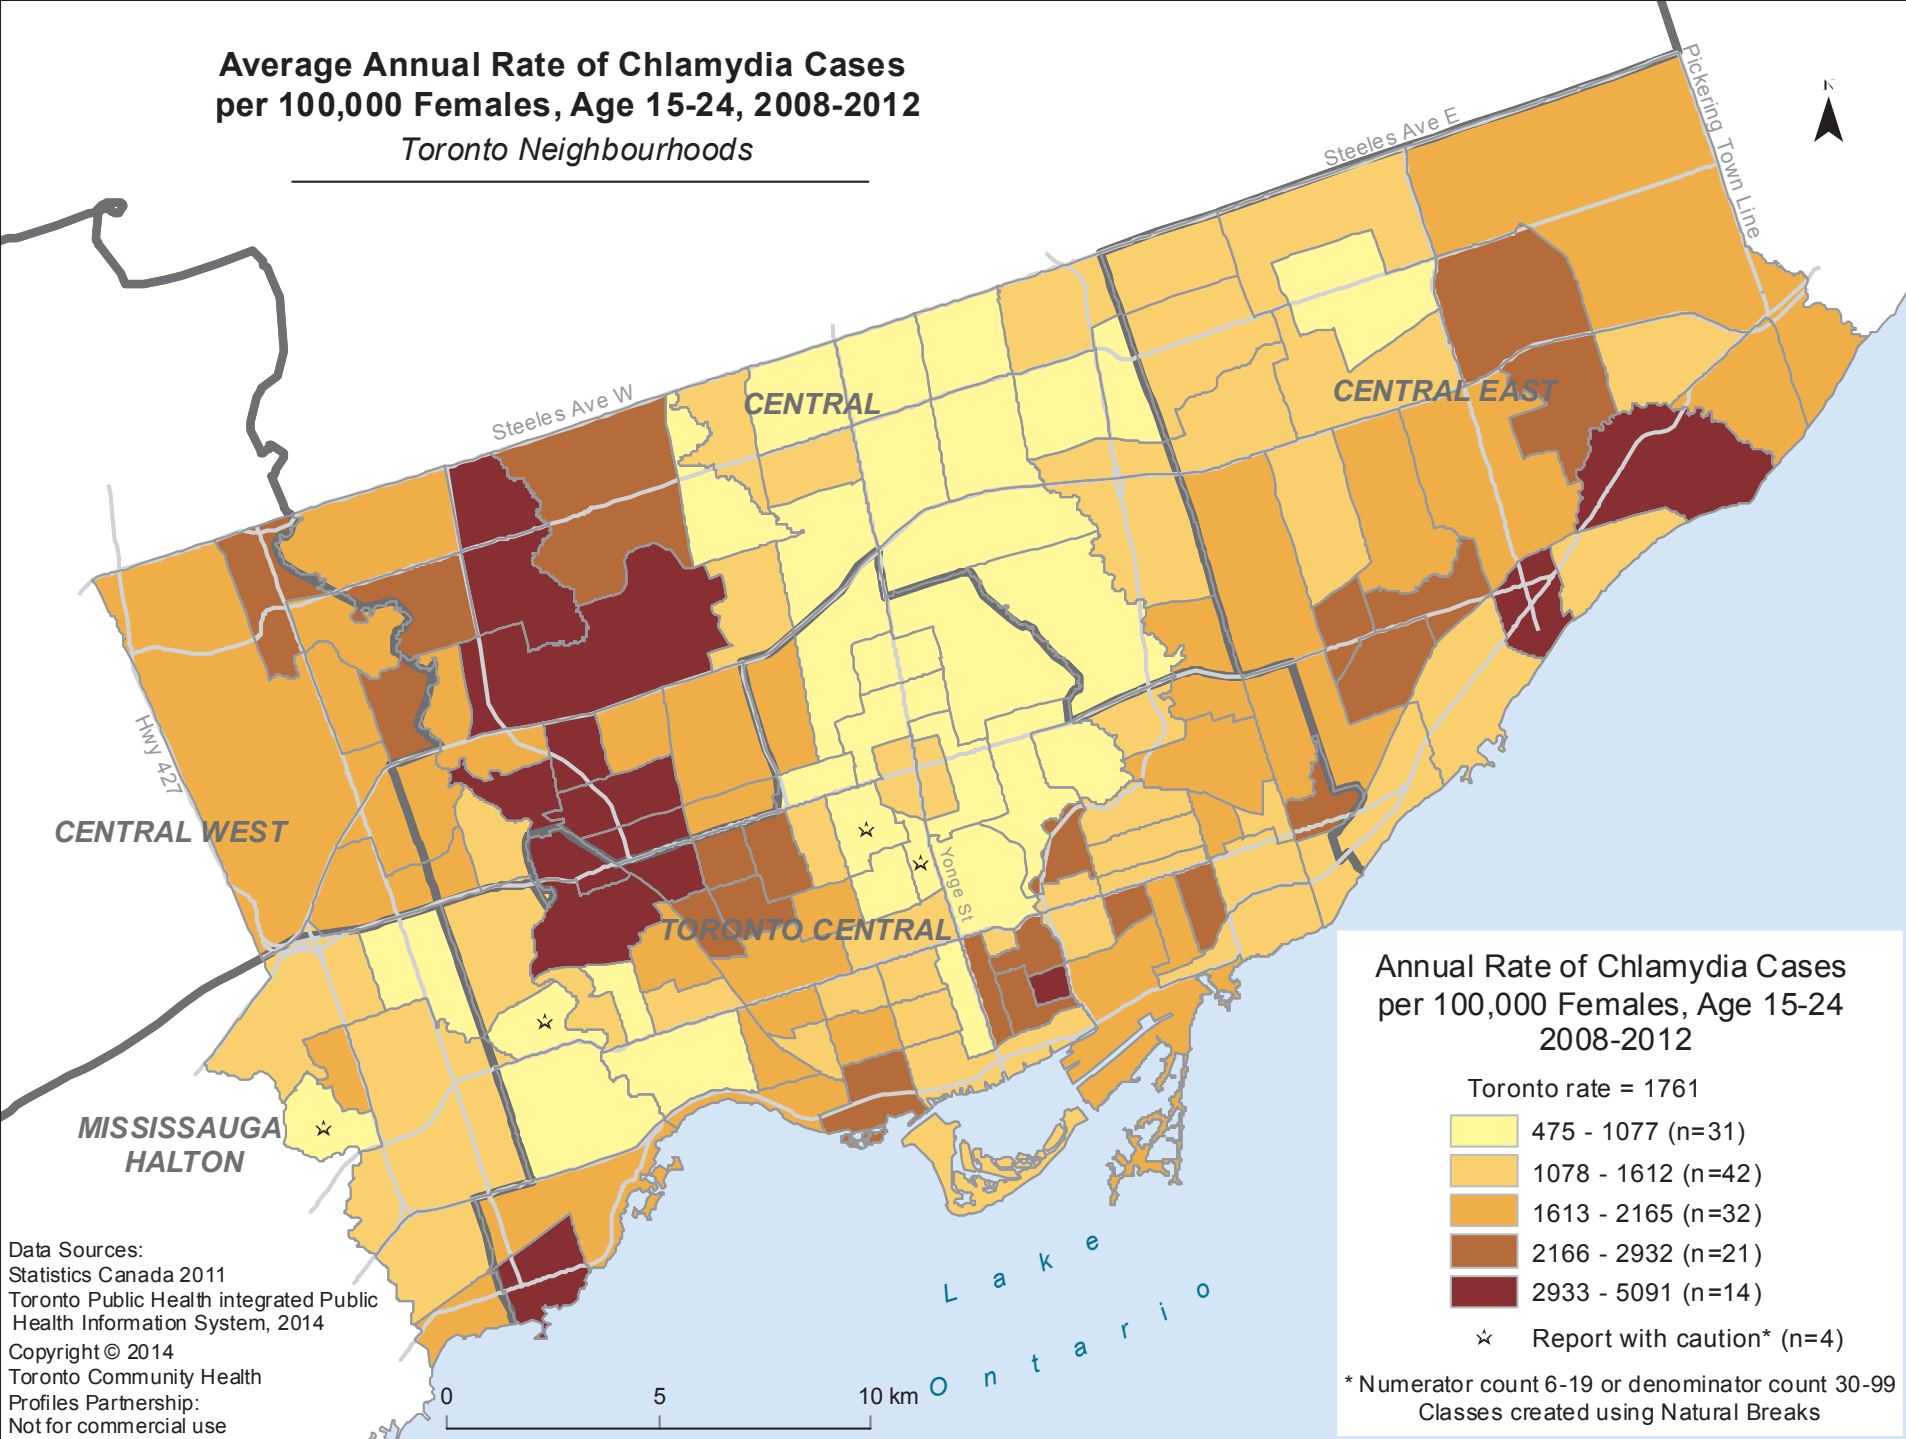 Average Annual Rate of Chlamydia Cases
per 100,000 Females, Age 15-24, 2008-2012
Toronto Neighbourhoods
N
Pickering Town Line
Steeles Ave E
Steeles Ave W
CENTRAL
CENTRAL EAST
Hwy 427
CENTRAL WEST
Yonge St
TORONTO CENTRAL
MISSISSAUGA
HALTON
Lake
Ontario
Annual Rate of Chlamydia Cases
per 100,000 Females, Age 15-24
2008-2012
Toronto rate = 1761
475 - 1077 (n=31)
1078 - 1612 (n=42)
1613 - 2165 (n=32)
2166 - 2932 (n=21)
2933 - 5091 (n=14)
Report with caution* (n=4)
* Numerator count 6-19 or denominator count 30-99
Classes created using Natural Breaks
Data Sources:
Statistics Canada 2011
Toronto Public Health integrated Public
Health Information System, 2014
Copyright © 2014
Toronto Community Health
Profiles Partnership:
Not for commercial use
0 5 10 km